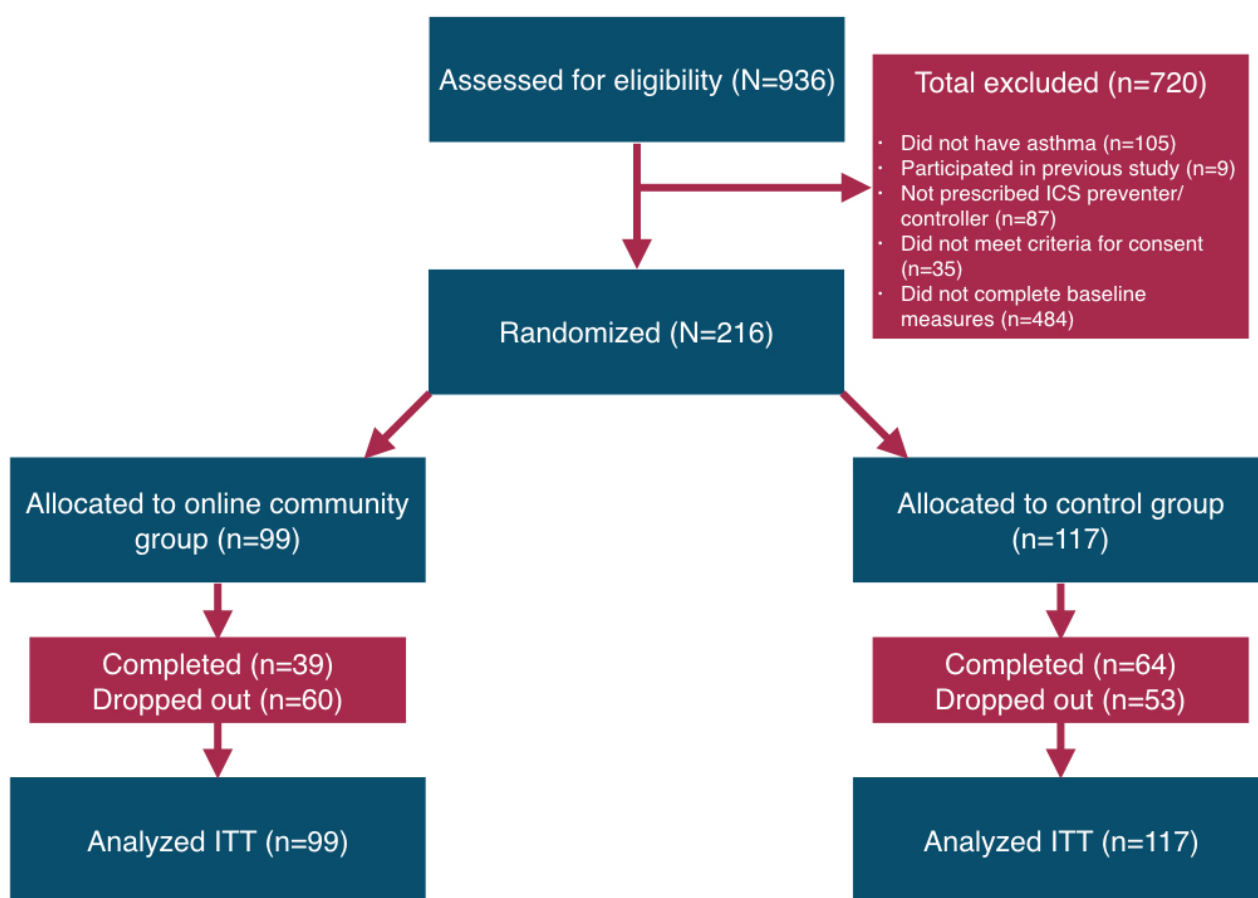 Assessed for eligibility (N=936)
Total excluded (n=720)
· Did not have asthma (n=105)
· Participated in previous study (n=9)
· Not prescribed ICS preventer/
controller (n=87)
· Did not meet criteria for consent
(n=35)
· Did not complete baseline
measures (n=484)
Randomized (N=216)
Allocated to online community
group (n=99)
Allocated to control group
(n=117)
Completed (n=39)
Dropped out (n=60)
Completed (n=64)
Dropped out (n=53)
Analyzed ITT (n=99)
Analyzed ITT (n=117)